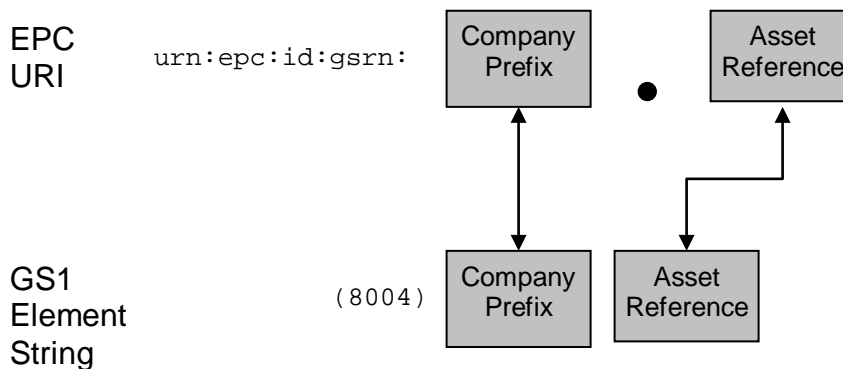 EPC
URI
urn:epc:id:gsrn:
Company
Prefix
●
Asset
Reference
GS1
Element
String
(8004)
Company
Prefix
Asset
Reference